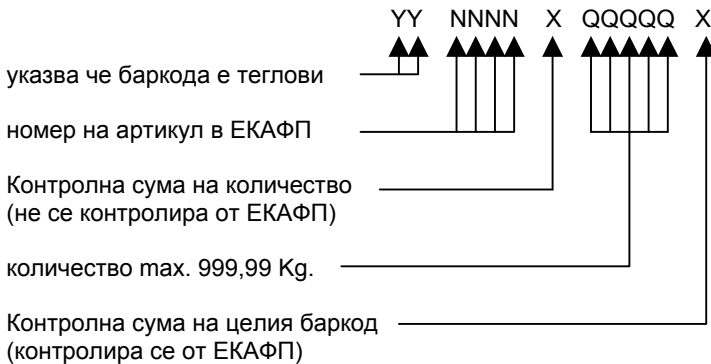 YY NNNN X QQQQQ X
указва че баркода е теглови
номер на артикул в ЕКАФП
Контролна сума на количество
(не се контролира от ЕКАФП)
количество max. 999,99 Kg.
Контролна сума на целия баркод
(контролира се от ЕКАФП)